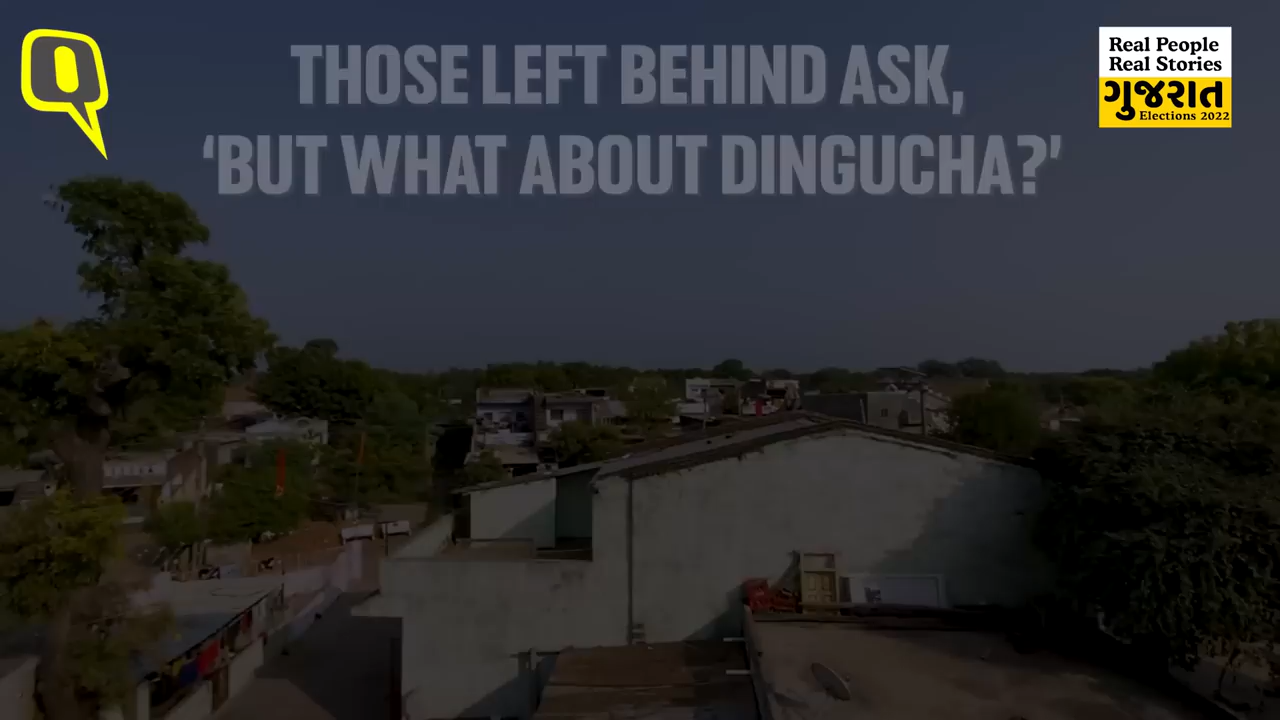 THOSE LEFT BEHIND ASK,
‘BUT WHAT ABOUT DINGUCHA?’
Real People
Real Stories
ગુજરાત
Elections 2022